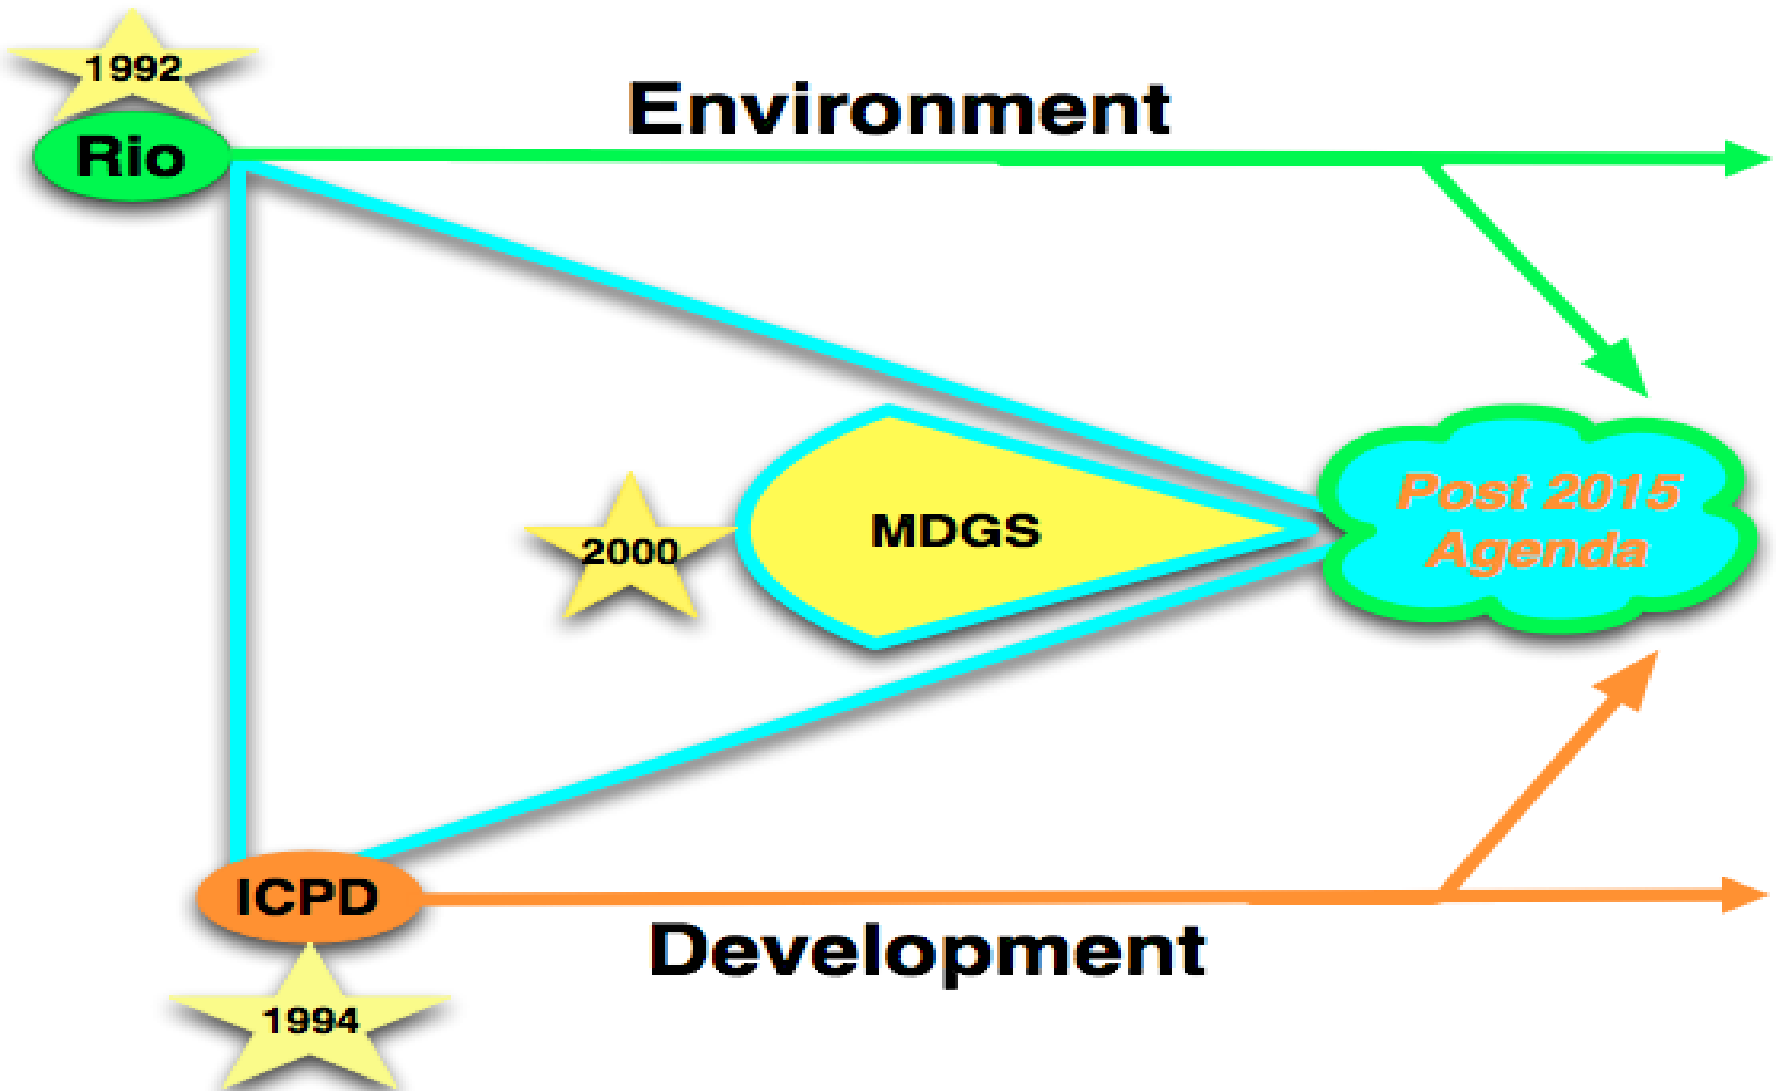 1992
Rio
Environment
2000
MDGS
Post 2015
Agenda
ICPD
Development
1994